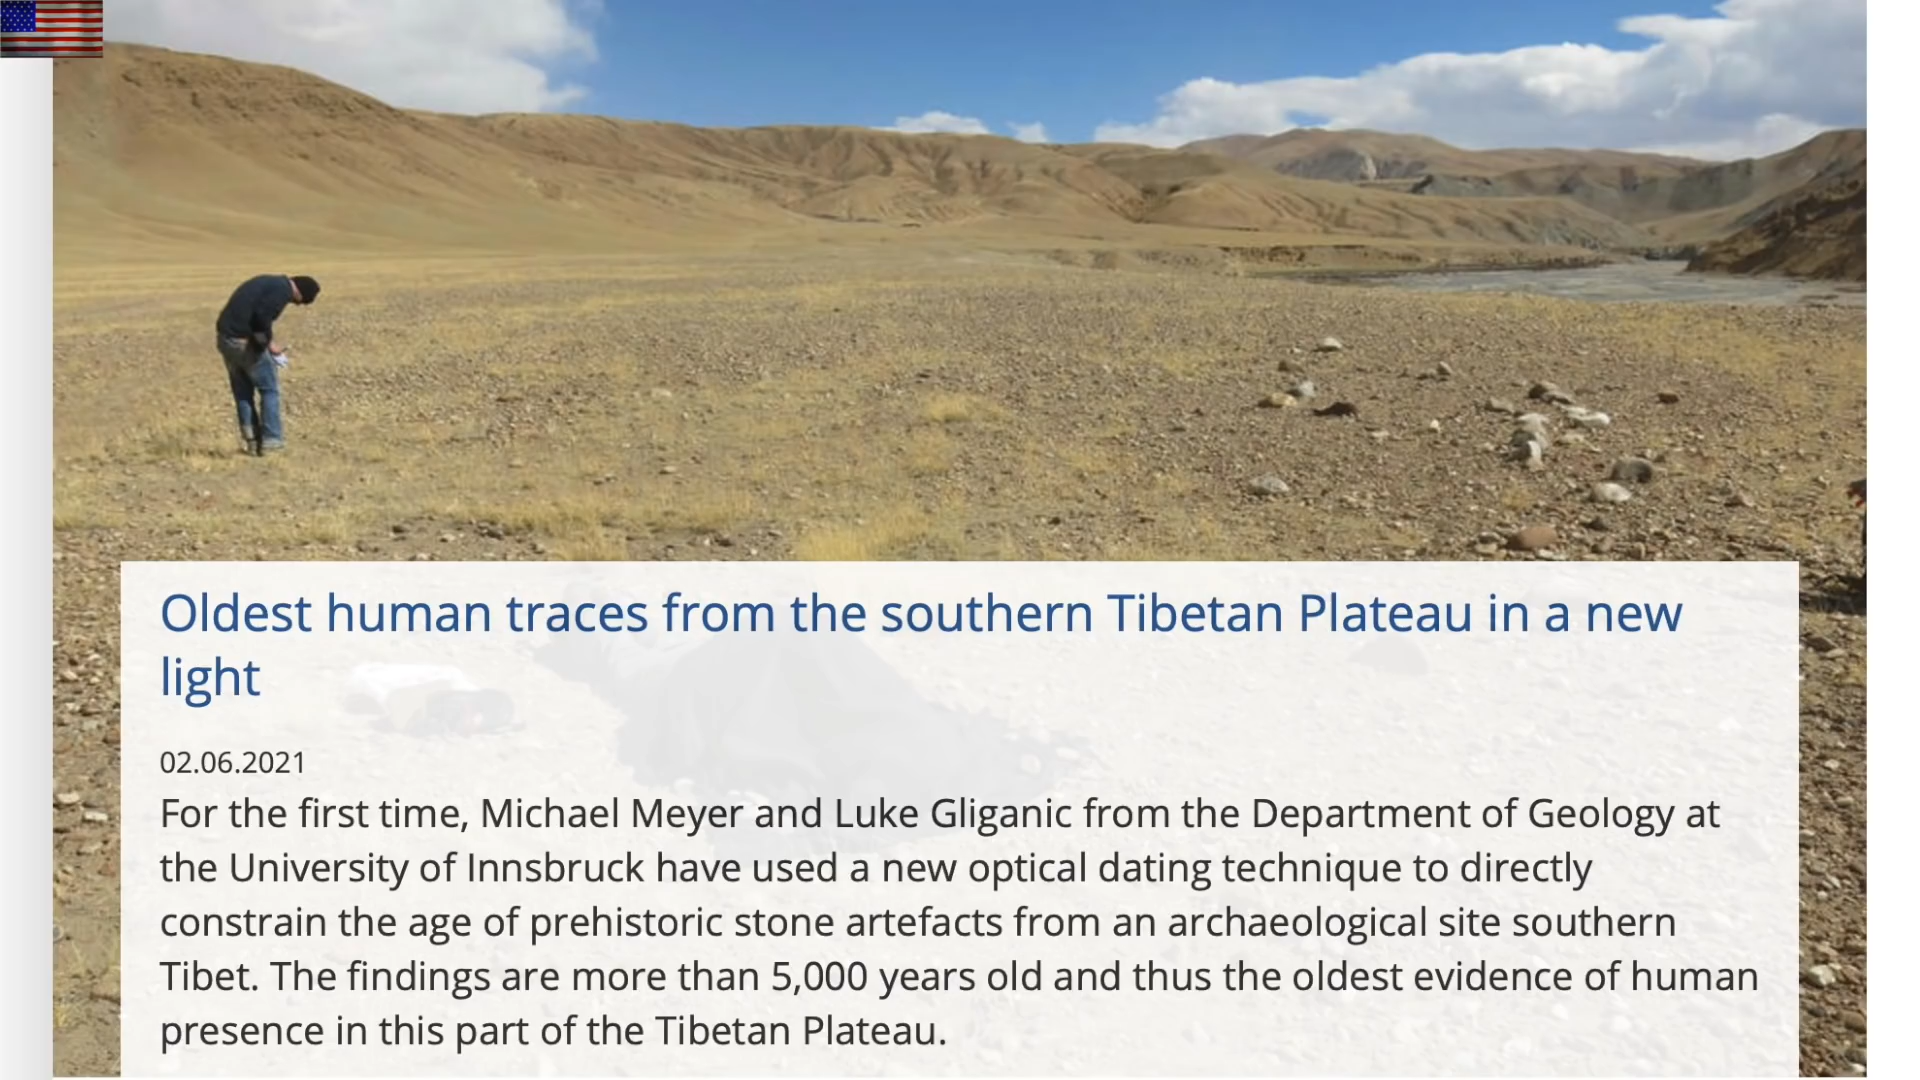 Oldest human traces from the southern Tibetan Plateau in a new
light
02.06.2021
For the first time, Michael Meyer and Luke Gliganic from the Department of Geology at
the University of Innsbruck have used a new optical dating technique to directly
constrain the age of prehistoric stone artefacts from an archaeological site southern
Tibet. The findings are more than 5,000 years old and thus the oldest evidence of human
presence in this part of the Tibetan Plateau.